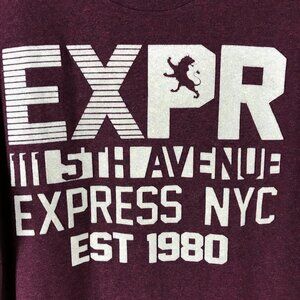 EXPR
111 5TH AVENUE
EXPRESS NYC
EST 1980